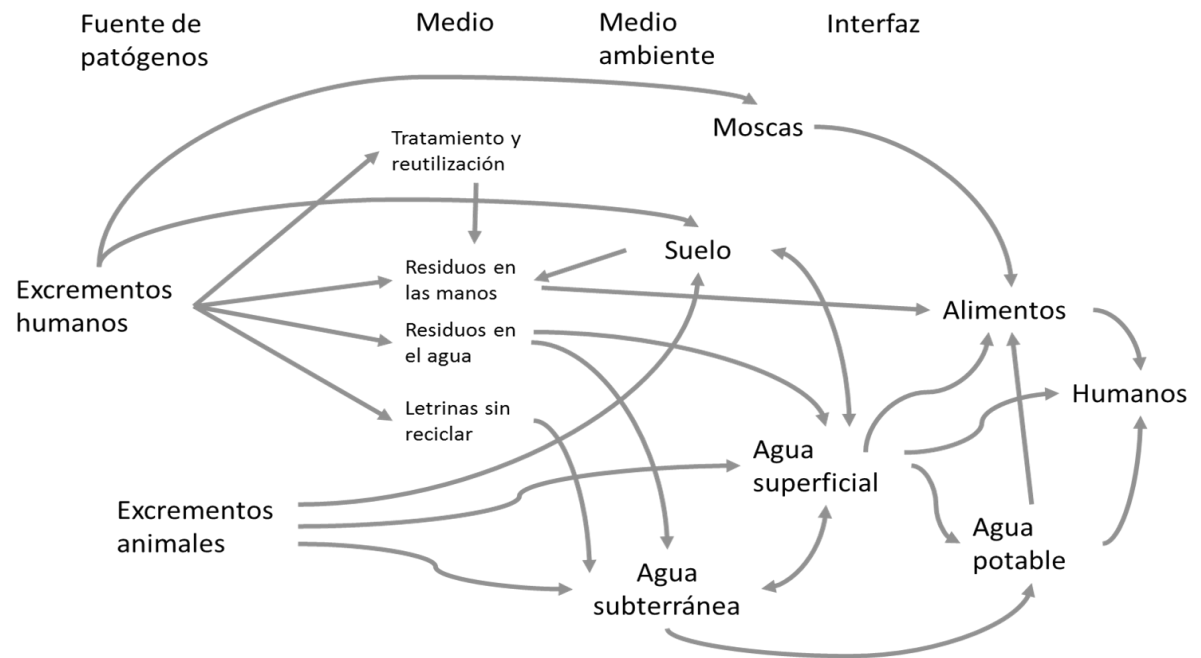 Fuente de
patógenos
Medio
Medio
ambiente
Interfaz
Moscas
Tratamiento y
reutilización
Suelo
Excrementos
humanos
Residuos en
las manos
Alimentos
Residuos en
el agua
Humanos
Letrinas sin
reciclar
Agua
superficial
Excrementos
animales
Agua
potable
Agua
subterránea